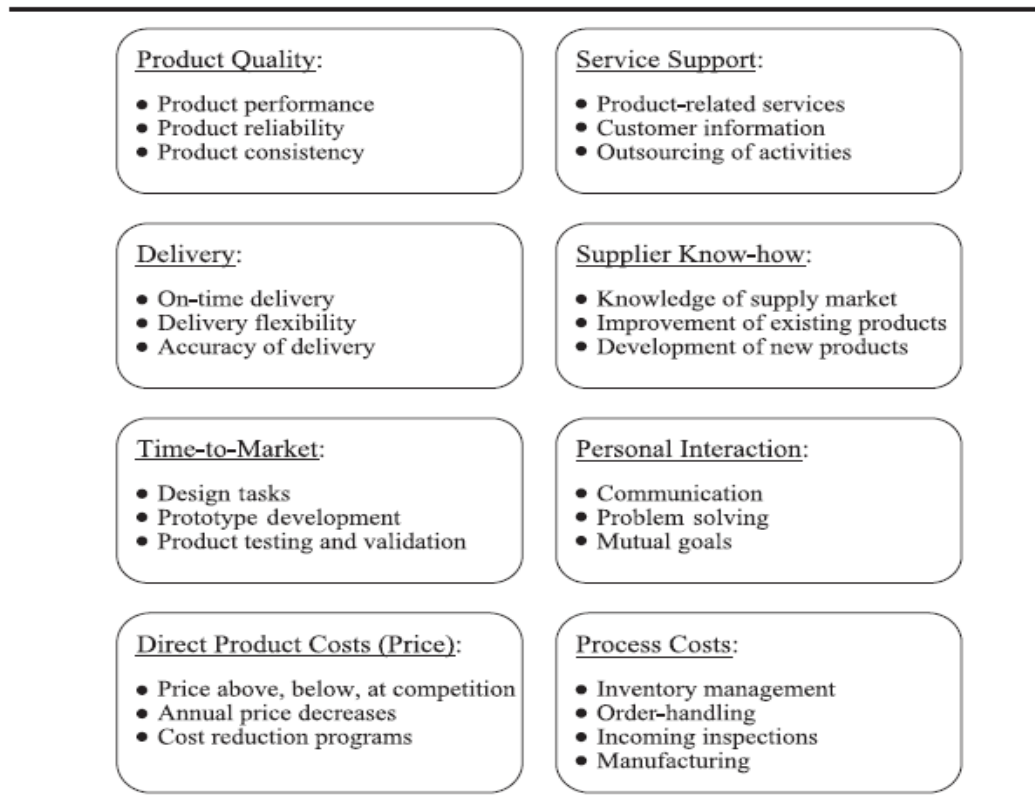 Product Quality:
• Product performance
• Product reliability
• Product consistency
Service Support:
• Product-related services
• Customer information
• Outsourcing of activities
Delivery:
• On-time delivery
• Delivery flexibility
• Accuracy of delivery
Supplier Know-how:
• Knowledge of supply market
• Improvement of existing products
• Development of new products
Time-to-Market:
• Design tasks
• Prototype development
• Product testing and validation
Personal Interaction:
• Communication
• Problem solving
• Mutual goals
Direct Product Costs (Price):
• Price above, below, at competition
• Annual price decreases
• Cost reduction programs
Process Costs:
• Inventory management
• Order-handling
• Incoming inspections
• Manufacturing